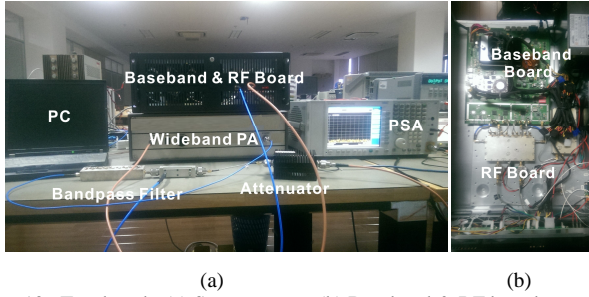 Baseband & RF Board
PC
Wideband PA
PSA
Bandpass Filter
Attenuator
Baseband
Board
RF Board
(a)
(b)